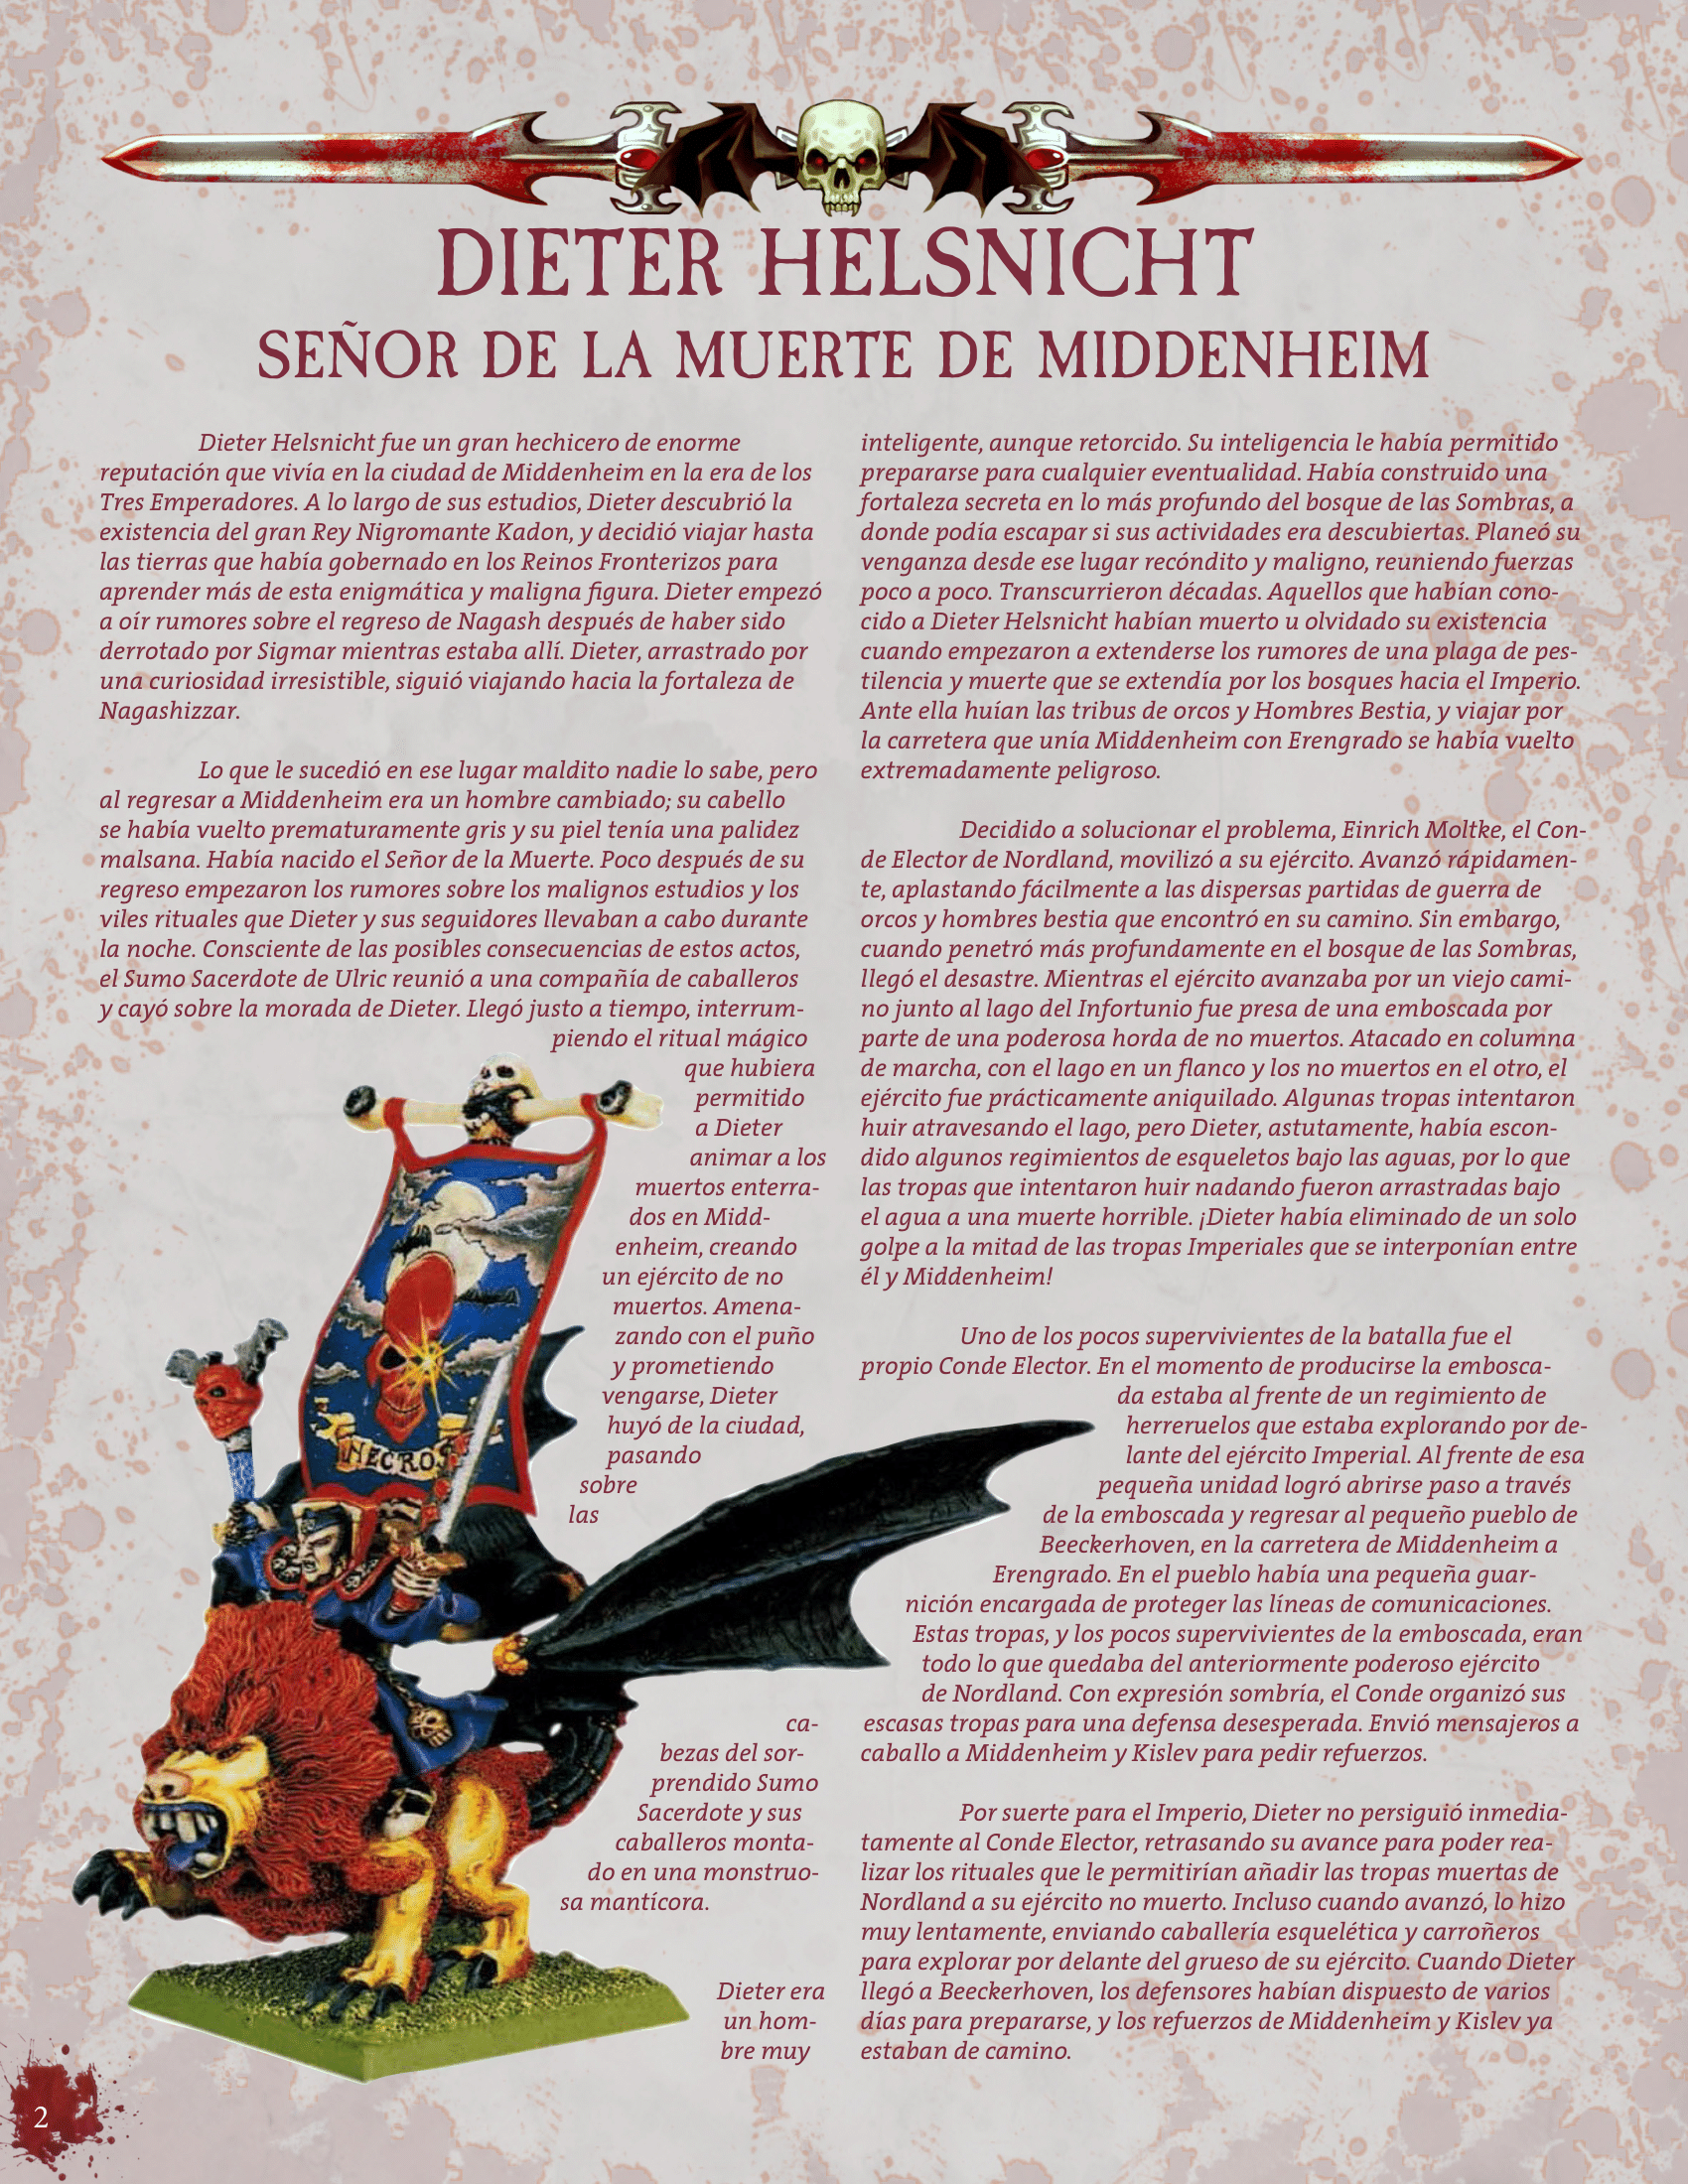 DIETER HELSNICHT
SEÑOR DE LA MUERTE DE MIDDENHEIM
Dieter Helsnicht fue un gran hechicero de enorme
reputación que vivía en la ciudad de Middenheim en la era de los
Tres Emperadores. A lo largo de sus estudios, Dieter descubrió la
existencia del gran Rey Nigromante Kadon, y decidió viajar hasta
las tierras que había gobernado en los Reinos Fronterizos para
aprender más de esta enigmática y maligna figura. Dieter empezó
a oír rumores sobre el regreso de Nagash después de haber sido
derrotado por Sigmar mientras estaba allí. Dieter, arrastrado por
una curiosidad irresistible, siguió viajando hacia la fortaleza de
Nagashizzar.
Lo que le sucedió en ese lugar maldito nadie lo sabe, pero
al regresar a Middenheim era un hombre cambiado; su cabello
se había vuelto prematuramente gris y su piel tenía una palidez
malsana. Había nacido el Señor de la Muerte. Poco después de su
regreso empezaron los rumores sobre los malignos estudios y los
viles rituales que Dieter y sus seguidores llevaban a cabo durante
la noche. Consciente de las posibles consecuencias de estos actos,
el Sumo Sacerdote de Ulric reunió a una compañía de caballeros
y cayó sobre la morada de Dieter. Llegó justo a tiempo, interrum-
piendo el ritual mágico
que hubiera
permitido
a Dieter
animar a los
muertos enterra-
dos en Midd-
enheim, creando
un ejército de no
muertos. Amena-
zando con el puño
y prometiendo
vengarse, Dieter
huyó de la ciudad,
pasando
sobre
las
ca-
bezas del sor-
prendido Sumo
Sacerdote y sus
caballeros monta-
do en una monstruo-
sa mantícora.
Dieter era
un hom-
bre muy
inteligente, aunque retorcido. Su inteligencia le había permitido
prepararse para cualquier eventualidad. Había construido una
fortaleza secreta en lo más profundo del bosque de las Sombras, a
donde podía escapar si sus actividades era descubiertas. Planeó su
venganza desde ese lugar recóndito y maligno, reuniendo fuerzas
poco a poco. Transcurrieron décadas. Aquellos que habían cono-
cido a Dieter Helsnicht habían muerto u olvidado su existencia
cuando empezaron a extenderse los rumores de una plaga de pes-
tilencia y muerte que se extendía por los bosques hacia el Imperio.
Ante ella huían las tribus de orcos y Hombres Bestia, y viajar por
la carretera que unía Middenheim con Erengrado se había vuelto
extremadamente peligroso.
Decidido a solucionar el problema, Einrich Moltke, el Con-
de Elector de Nordland, movilizó a su ejército. Avanzó rápidamen-
te, aplastando fácilmente a las dispersas partidas de guerra de
orcos y hombres bestia que encontró en su camino. Sin embargo,
cuando penetró más profundamente en el bosque de las Sombras,
llegó el desastre. Mientras el ejército avanzaba por un viejo cami-
no junto al lago del Infortunio fue presa de una emboscada por
parte de una poderosa horda de no muertos. Atacado en columna
de marcha, con el lago en un flanco y los no muertos en el otro, el
ejército fue prácticamente aniquilado. Algunas tropas intentaron
huir atravesando el lago, pero Dieter, astutamente, había escon-
dido algunos regimientos de esqueletos bajo las aguas, por lo que
las tropas que intentaron huir nadando fueron arrastradas bajo
el agua a una muerte horrible. ¡Dieter había eliminado de un solo
golpe a la mitad de las tropas Imperiales que se interponían entre
él y Middenheim!
Uno de los pocos supervivientes de la batalla fue el
propio Conde Elector. En el momento de producirse la embosca-
da estaba al frente de un regimiento de
herreruelos que estaba explorando por de-
lante del ejército Imperial. Al frente de esa
pequeña unidad logró abrirse paso a través
de la emboscada y regresar al pequeño pueblo de
Beeckerhoven, en la carretera de Middenheim a
Erengrado. En el pueblo había una pequeña guar-
nición encargada de proteger las líneas de comunicaciones.
Estas tropas, y los pocos supervivientes de la emboscada, eran
todo lo que quedaba del anteriormente poderoso ejército
de Nordland. Con expresión sombría, el Conde organizó sus
escasas tropas para una defensa desesperada. Envió mensajeros a
caballo a Middenheim y Kislev para pedir refuerzos.
Por suerte para el Imperio, Dieter no persiguió inmedia-
tamente al Conde Elector, retrasando su avance para poder rea-
lizar los rituales que le permitirían añadir las tropas muertas de
Nordland a su ejército no muerto. Incluso cuando avanzó, lo hizo
muy lentamente, enviando caballería esquelética y carroñeros
para explorar por delante del grueso de su ejército. Cuando Dieter
llegó a Beeckerhoven, los defensores habían dispuesto de varios
días para prepararse, y los refuerzos de Middenheim y Kislev ya
estaban de camino.
NECROS
2